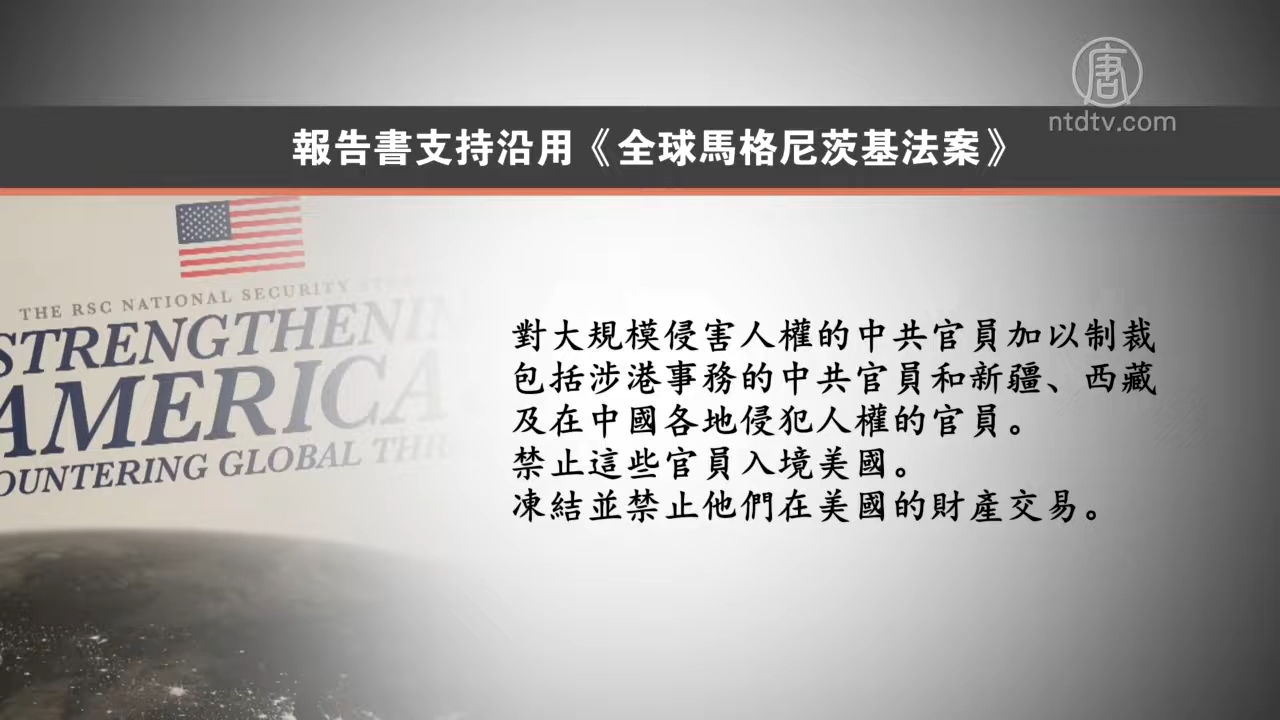 唐
ntdtv.com
報告書支持沿用《全球馬格尼茨基法案》
THE RSC NATIONAL SECURITY
STRENGTHENIN
AMERICA
OUNTERING GLOBAL THR
對大規模侵害人權的中共官員加以制裁
包括涉港事務的中共官員和新疆、西藏
及在中國各地侵犯人權的官員。
禁止這些官員入境美國。
凍結並禁止他們在美國的財產交易。